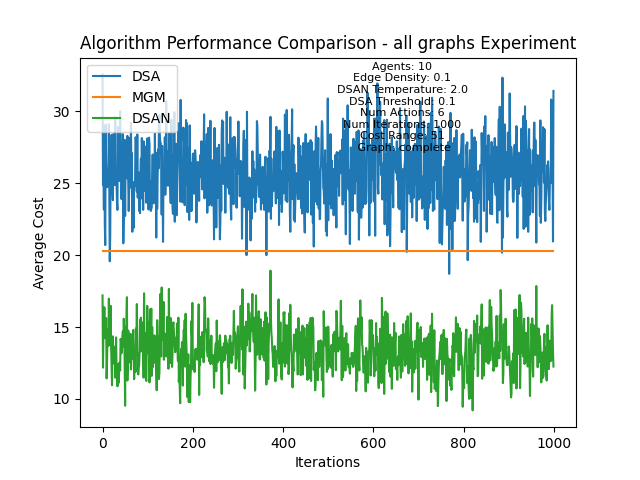 Algorithm Performance Comparison - all graphs Experiment
DSA
MGM
DSAN
Agents: 10
Edge Density: 0.1
DSAN Temperature: 2.0
DSA Threshold: 0.1
Num Actions: 6
Num Iterations: 1000
Cost Range: 51
Graph: complete
Average Cost
30
25
20
15
10
0
200
400
600
800
1000
Iterations